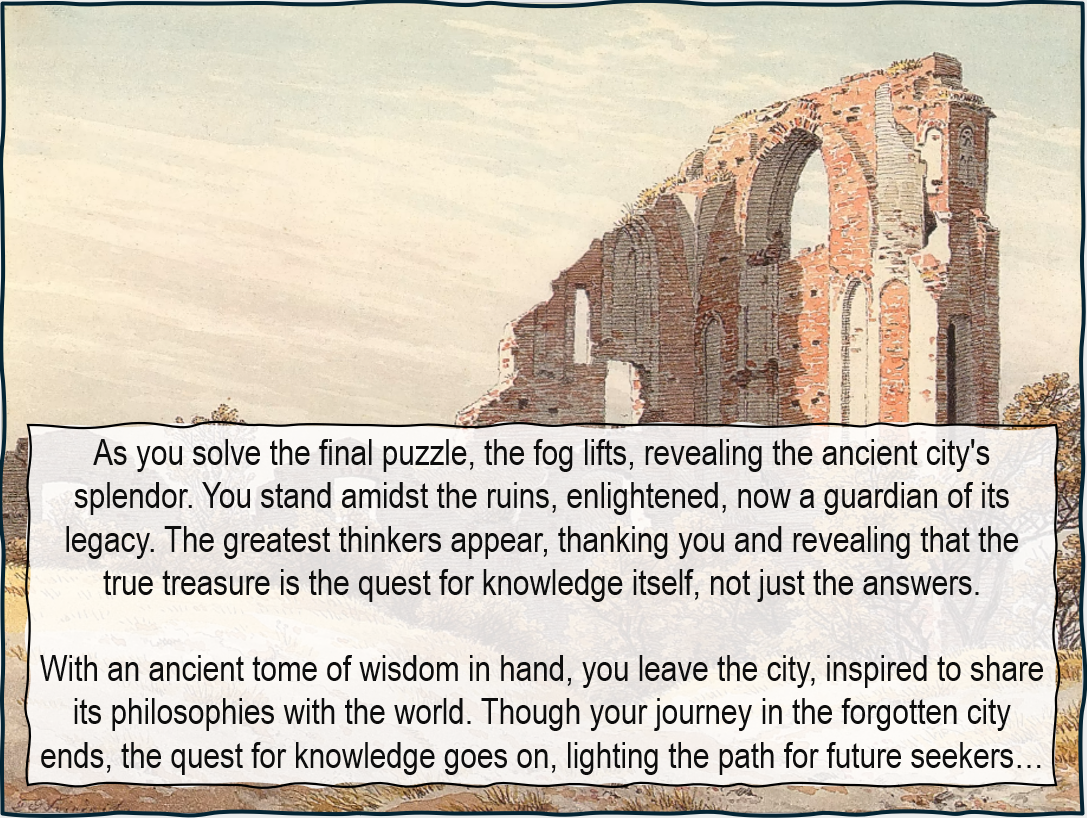 As you solve the final puzzle, the fog lifts, revealing the ancient city's
splendor. You stand amidst the ruins, enlightened, now a guardian of its
legacy. The greatest thinkers appear, thanking you and revealing that the
true treasure is the quest for knowledge itself, not just the answers.
With an ancient tome of wisdom in hand, you leave the city, inspired to share
its philosophies with the world. Though your journey in the forgotten city
ends, the quest for knowledge goes on, lighting the path for future seekers…